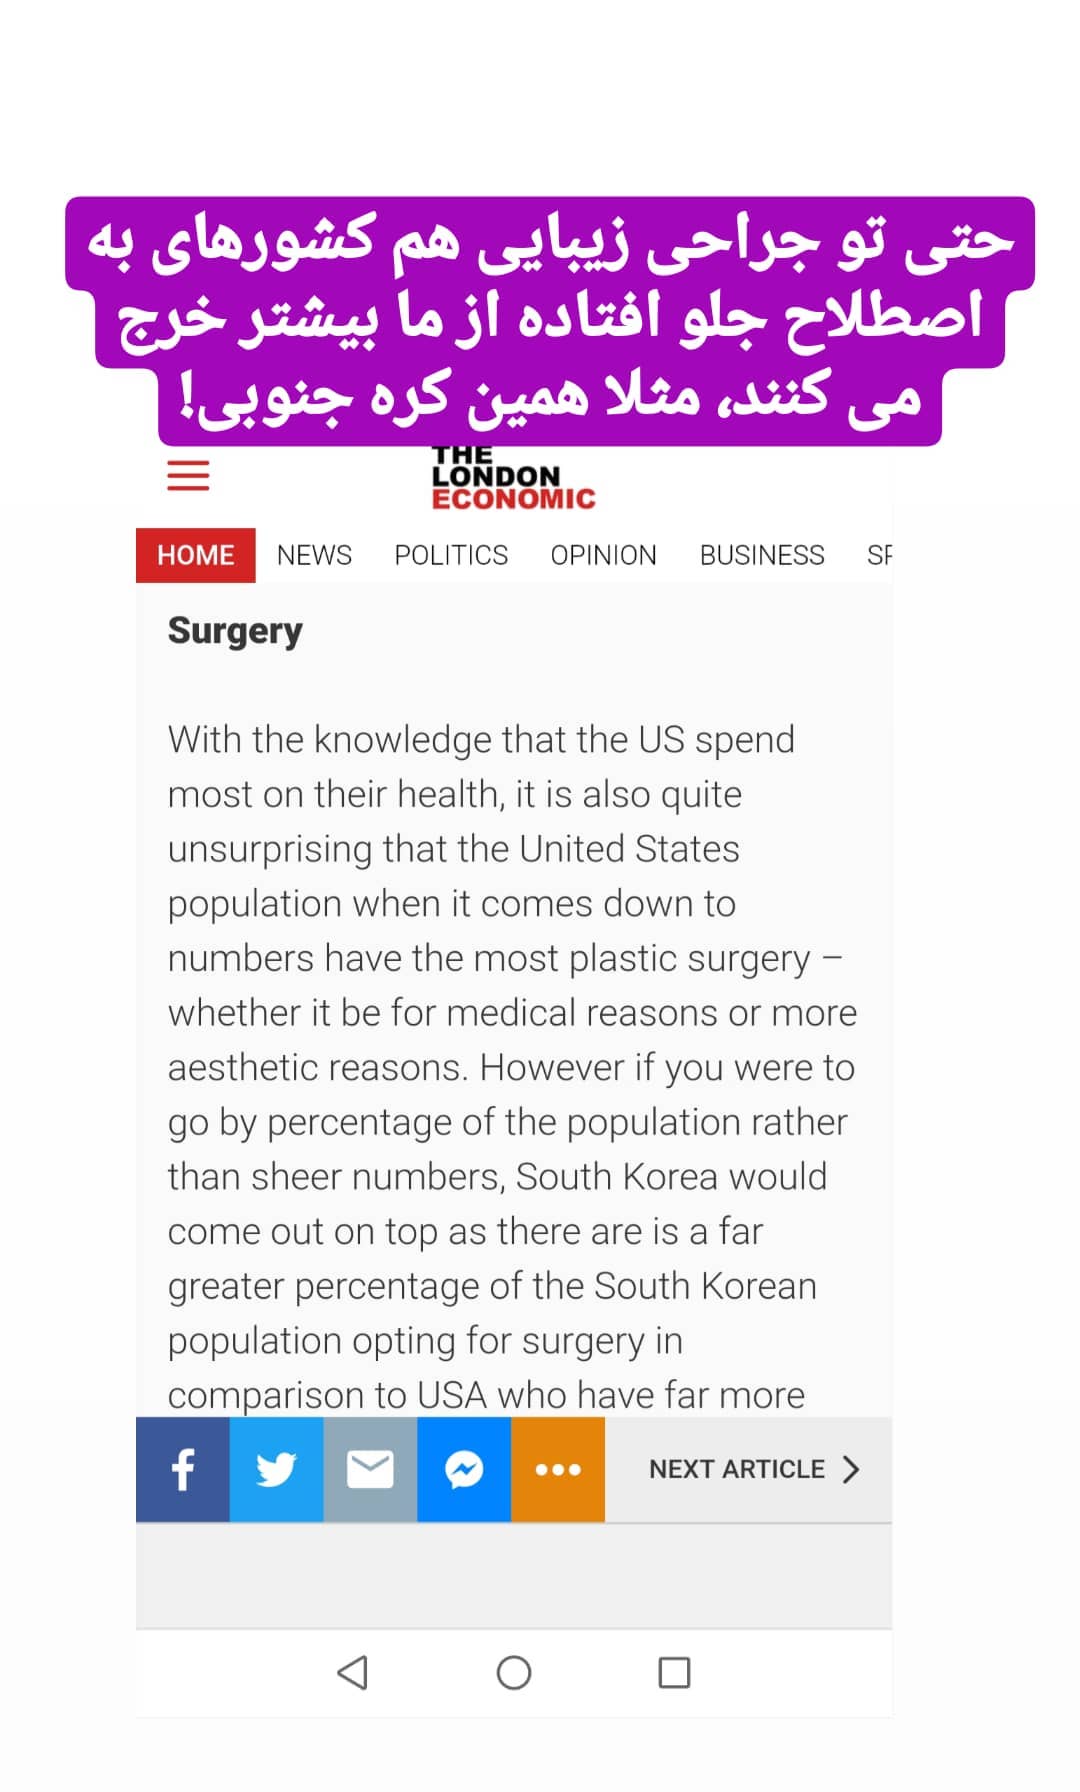 حتی تو جراحی زیبایی هم کشورهای به
اصطلاح جلو افتاده از ما بیشتر خرج
می کنند، مثلا همین کره جنوبی!
THE
LONDON
ECONOMIC
HOME NEWS POLITICS OPINION BUSINESS
Surgery
With the knowledge that the US spend
most on their health, it is also quite
unsurprising that the United States
population when it comes down to
numbers have the most plastic surgery –
whether it be for medical reasons or more
aesthetic reasons. However if you were to
go by percentage of the population rather
than sheer numbers, South Korea would
come out on top as there are is a far
greater percentage of the South Korean
population opting for surgery in
comparison to USA who have far more
NEXT ARTICLE